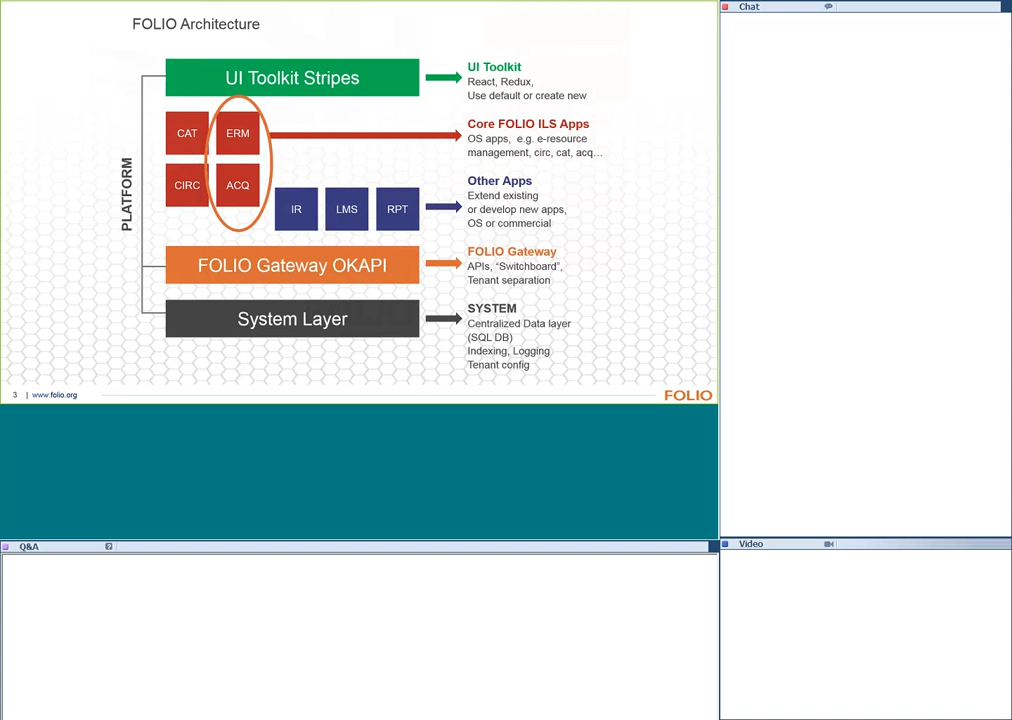 FOLIO Architecture
UI Toolkit Stripes
UI Toolkit
React, Redux,
Use default or create new
CAT
ERM
Core FOLIO ILS Apps
OS apps, e.g. e-resource
management, circ, cat, acq…
CIRC
ACQ
PLATFORM
IR
LMS
RPT
Other Apps
Extend existing
or develop new apps,
OS or commercial
FOLIO Gateway OKAPI
FOLIO Gateway
APIs, “Switchboard”,
Tenant separation
System Layer
SYSTEM
Centralized Data layer
(SQL DB)
Indexing, Logging
Tenant config
3 | www.folio.org
FOLIO
Chat
Q&A
Video